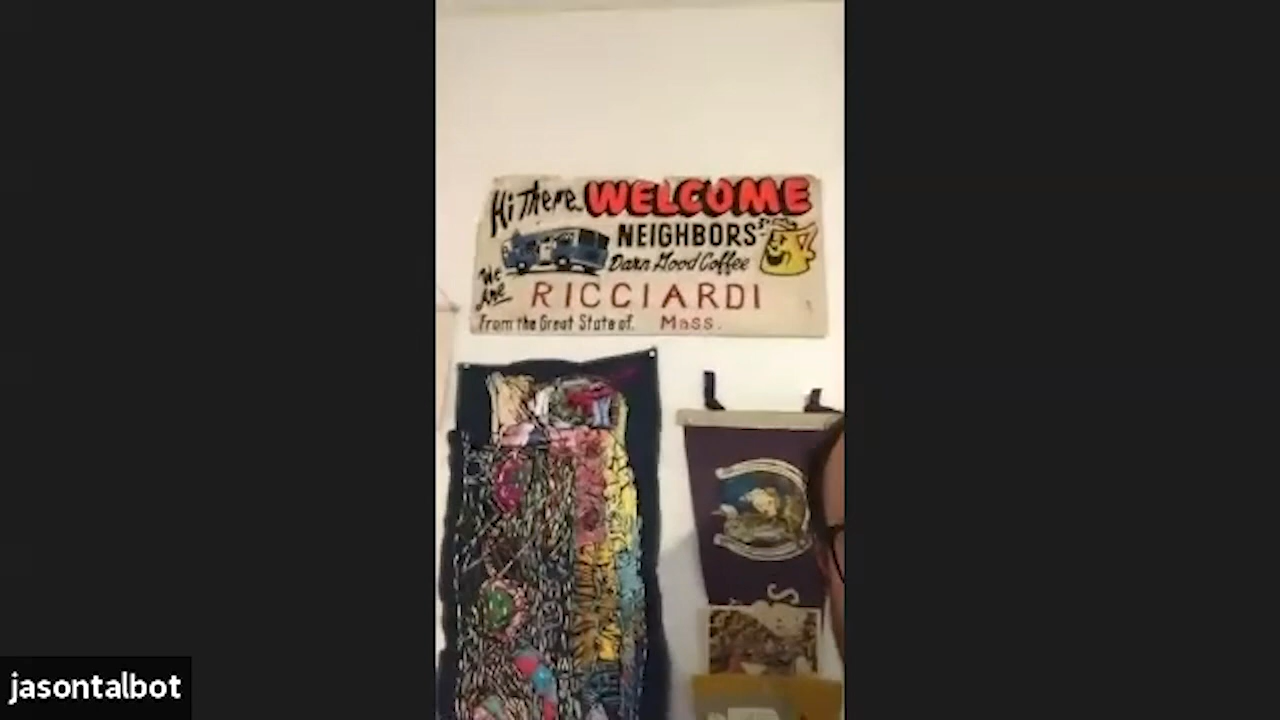 Hi There. WELCOME
NEIGHBORS
Darn Good Coffee
We
Are
RICCIARDI
From the Great State of. Mass.
jasontalbot